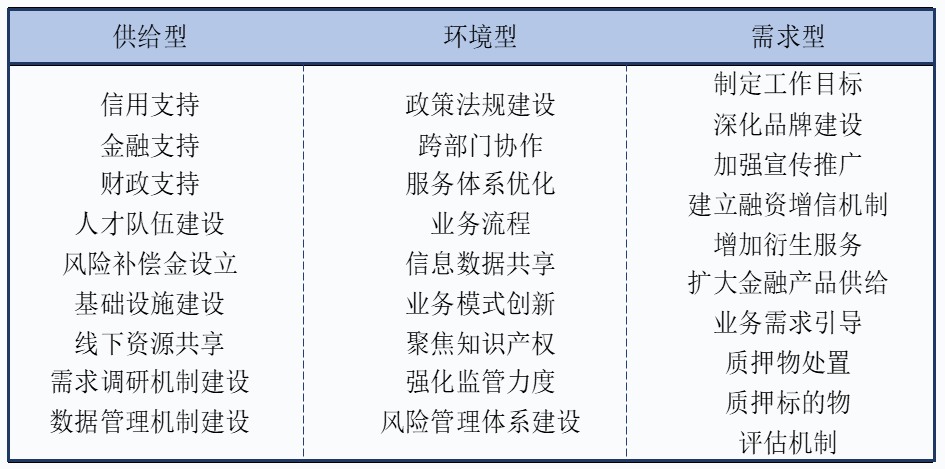 供给型 环境型 需求型
信用支持
金融支持
财政支持
人才队伍建设
风险补偿金设立
基础设施建设
线下资源共享
需求调研机制建设
数据管理机制建设
政策法规建设
跨部门协作
服务体系优化
业务流程
信息数据共享
业务模式创新
聚焦知识产权
强化监管力度
风险管理体系建设
制定工作目标
深化品牌建设
加强宣传推广
建立融资增信机制
增加衍生服务
扩大金融产品供给
业务需求引导
质押物处置
质押标的物
评估机制